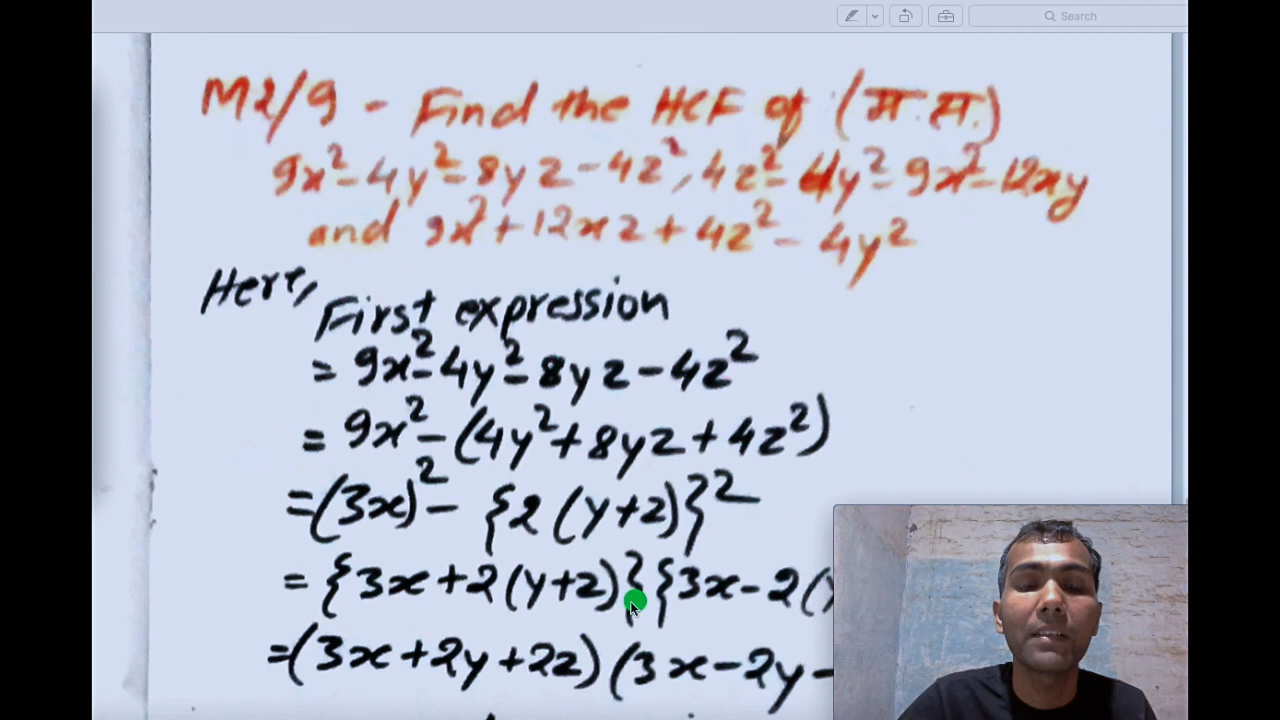 Search
M2/9 - Find the HCF of (म.स.)
9x²-4y²-8yz-4z², 4z²-4y²-9x²-12xy
and 9x²+12xz+4z²-4y²
Here,
First expression
= 9x²-4y²-8yz-4z²
= 9x²-(4y²+8yz+4z²)
=(3x)²- {2(y+z)}²
= {3x+2(y+z)}{3x-2(
=(3x+2y+2z)(3x-2y-